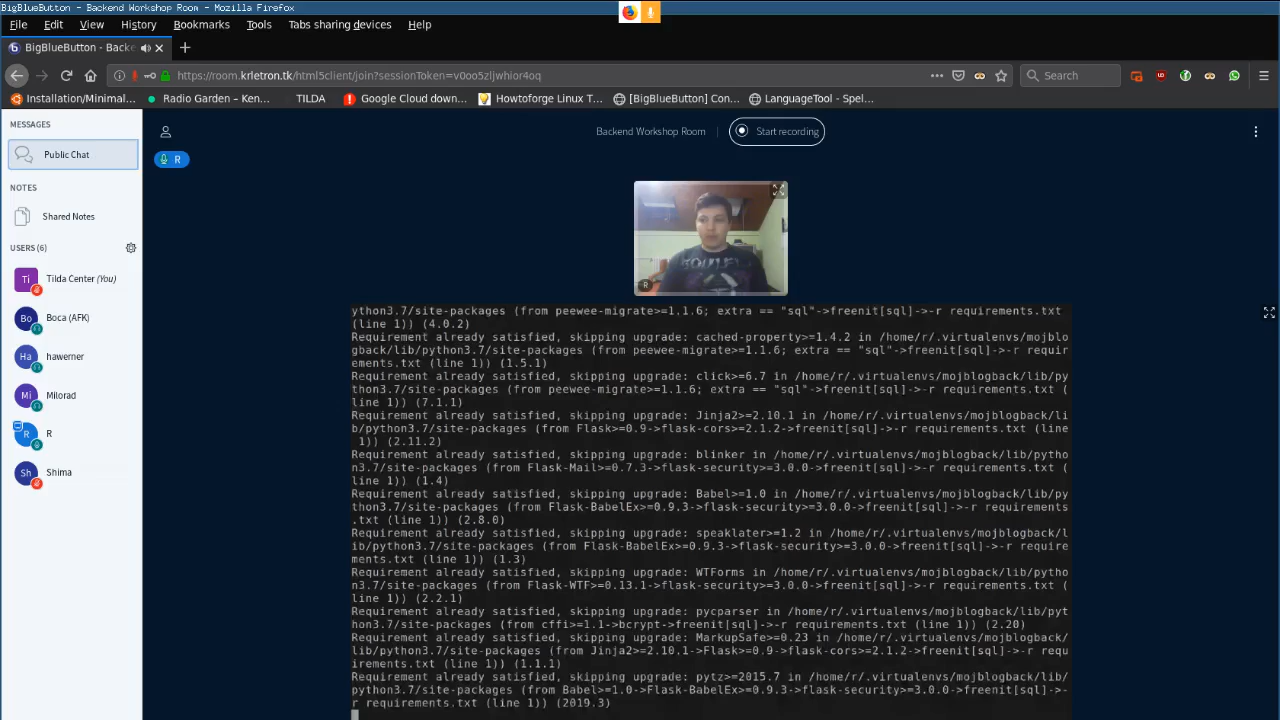 BigBlueButton - Backend Workshop Room - Mozilla Firefox
File Edit View History Bookmarks Tools Tabs sharing devices Help
BigBlueButton - Backe
https://room.krletron.tk/html5client/join?sessionToken=v0oo5zljwhior4oq
Search
Installation/Minimal...
Radio Garden – Ken...
TILDA
Google Cloud down...
Howtoforge Linux T...
[BigBlueButton] Con...
LanguageTool - Spel...
MESSAGES
Public Chat
NOTES
Shared Notes
USERS (6)
Ti Tilda Center (You)
Bo Boca (AFK)
Ha hawerner
Mi Milorad
R R
Sh Shima
Backend Workshop Room
Start recording
R
R
ython3.7/site-packages (from peewee-migrate>=1.1.6; extra == "sql"->freenit[sql]->-r requirements.txt
(line 1)) (4.0.2)
Requirement already satisfied, skipping upgrade: cached-property>=1.4.2 in /home/r/.virtualenvs/mojblo
gback/lib/python3.7/site-packages (from peewee-migrate>=1.1.6; extra == "sql"->freenit[sql]->-r requir
ements.txt (line 1)) (1.5.1)
Requirement already satisfied, skipping upgrade: click>=6.7 in /home/r/.virtualenvs/mojblogback/lib/py
thon3.7/site-packages (from peewee-migrate>=1.1.6; extra == "sql"->freenit[sql]->-r requirements.txt (
line 1)) (7.1.1)
Requirement already satisfied, skipping upgrade: Jinja2>=2.10.1 in /home/r/.virtualenvs/mojblogback/li
b/python3.7/site-packages (from Flask>=0.9->flask-cors>=2.1.2->freenit[sql]->-r requirements.txt (line
1)) (2.11.2)
Requirement already satisfied, skipping upgrade: blinker in /home/r/.virtualenvs/mojblogback/lib/pytho
n3.7/site-packages (from Flask-Mail>=0.7.3->flask-security>=3.0.0->freenit[sql]->-r requirements.txt (
line 1)) (1.4)
Requirement already satisfied, skipping upgrade: Babel>=1.0 in /home/r/.virtualenvs/mojblogback/lib/py
thon3.7/site-packages (from Flask-BabelEx>=0.9.3->flask-security>=3.0.0->freenit[sql]->-r requirements
.txt (line 1)) (2.8.0)
Requirement already satisfied, skipping upgrade: speaklater>=1.2 in /home/r/.virtualenvs/mojblogback/l
ib/python3.7/site-packages (from Flask-BabelEx>=0.9.3->flask-security>=3.0.0->freenit[sql]->-r require
ments.txt (line 1)) (1.3)
Requirement already satisfied, skipping upgrade: WTForms in /home/r/.virtualenvs/mojblogback/lib/pytho
n3.7/site-packages (from Flask-WTF>=0.13.1->flask-security>=3.0.0->freenit[sql]->-r requirements.txt (
line 1)) (2.2.1)
Requirement already satisfied, skipping upgrade: pycparser in /home/r/.virtualenvs/mojblogback/lib/pyt
hon3.7/site-packages (from cffi>=1.1->bcrypt->freenit[sql]->-r requirements.txt (line 1)) (2.20)
Requirement already satisfied, skipping upgrade: MarkupSafe>=0.23 in /home/r/.virtualenvs/mojblogback/
lib/python3.7/site-packages (from Jinja2>=2.10.1->Flask>=0.9->flask-cors>=2.1.2->freenit[sql]->-r requ
irements.txt (line 1)) (1.1.1)
Requirement already satisfied, skipping upgrade: pytz>=2015.7 in /home/r/.virtualenvs/mojblogback/lib/
python3.7/site-packages (from Babel>=1.0->Flask-BabelEx>=0.9.3->flask-security>=3.0.0->freenit[sql]->-
r requirements.txt (line 1)) (2019.3)